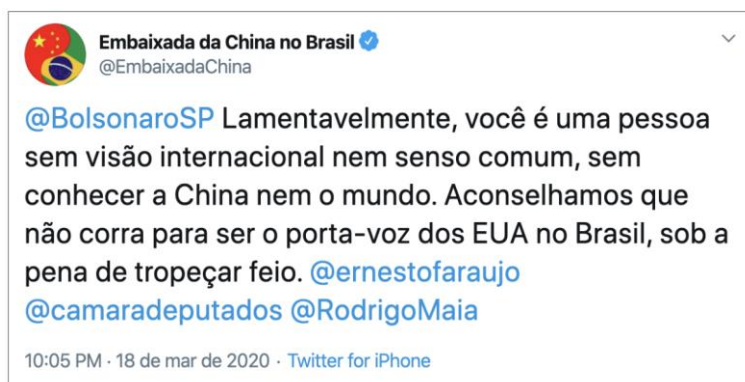 Embaixada da China no Brasil
@EmbaixadaChina
@BolsonaroSP Lamentavelmente, você é uma pessoa
sem visão internacional nem senso comum, sem
conhecer a China nem o mundo. Aconselhamos que
não corra para ser o porta-voz dos EUA no Brasil, sob a
pena de tropeçar feio. @ernestofaraujo
@camaradeputados @RodrigoMaia
10:05 PM · 18 de mar de 2020 · Twitter for iPhone